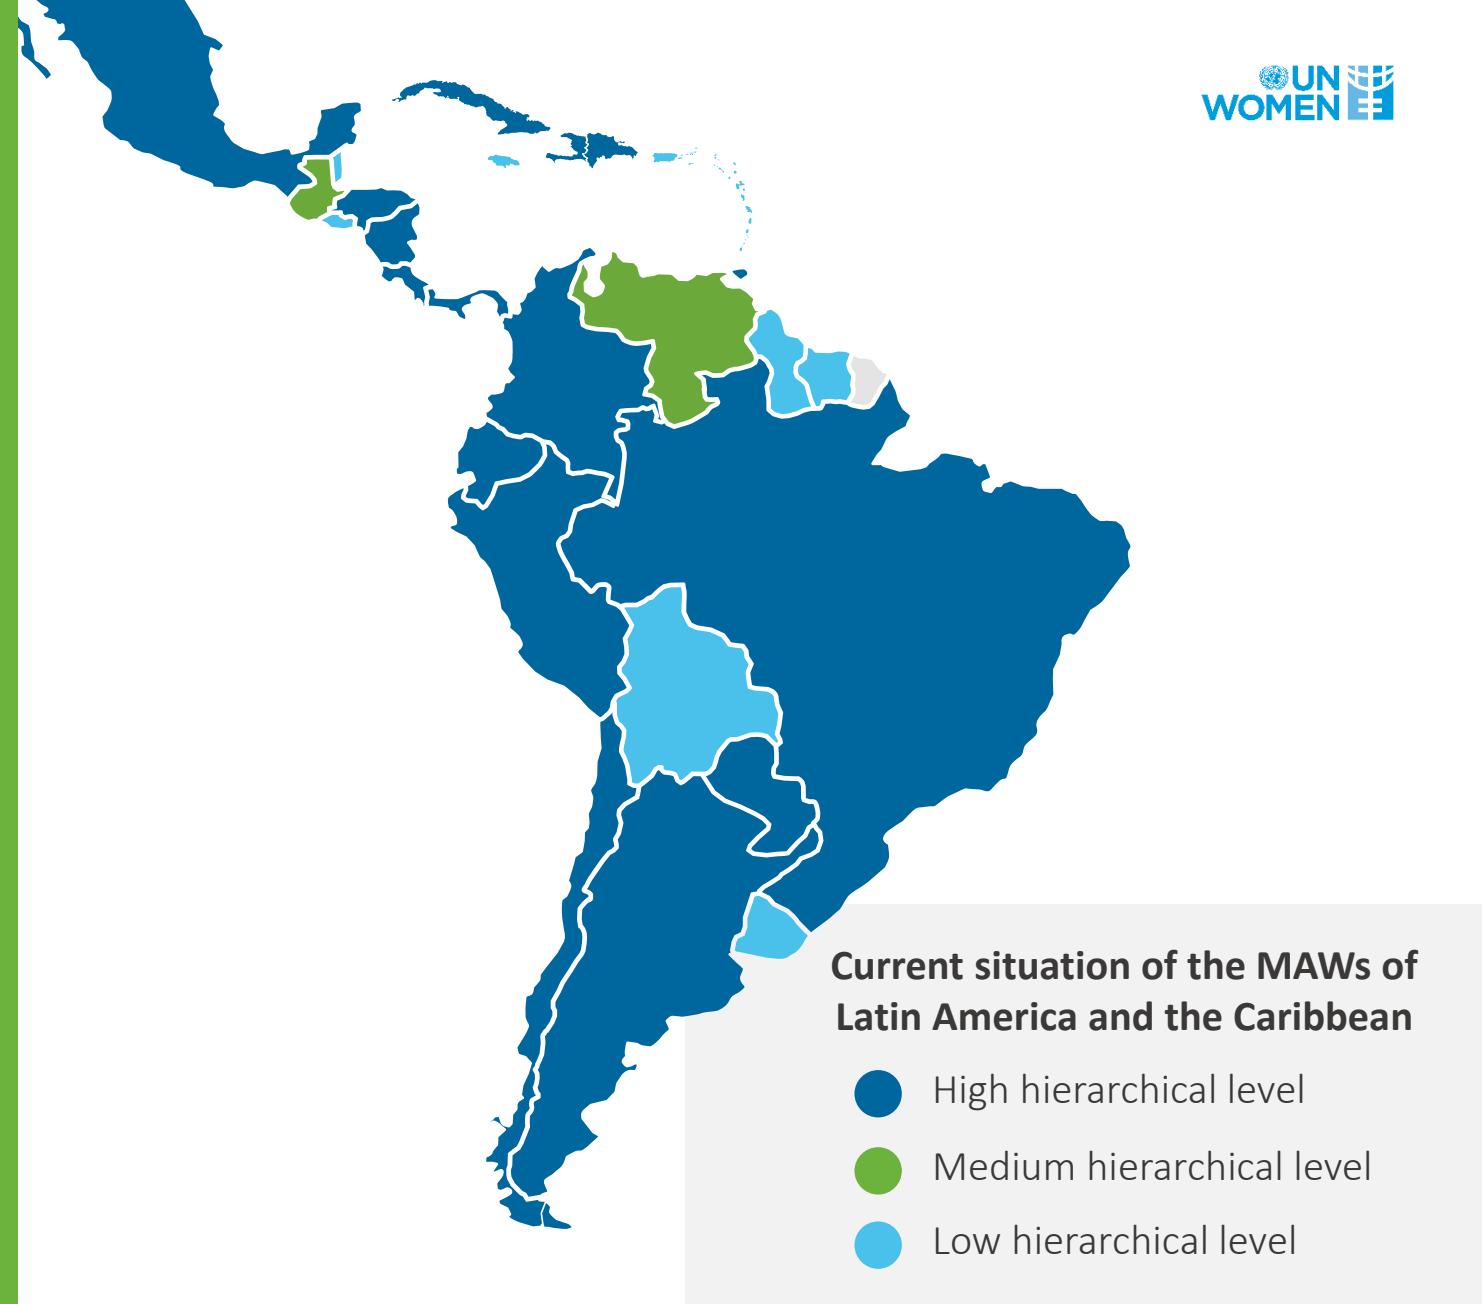 UN
WOMEN
Current situation of the MAWs of
Latin America and the Caribbean
High hierarchical level
Medium hierarchical level
Low hierarchical level